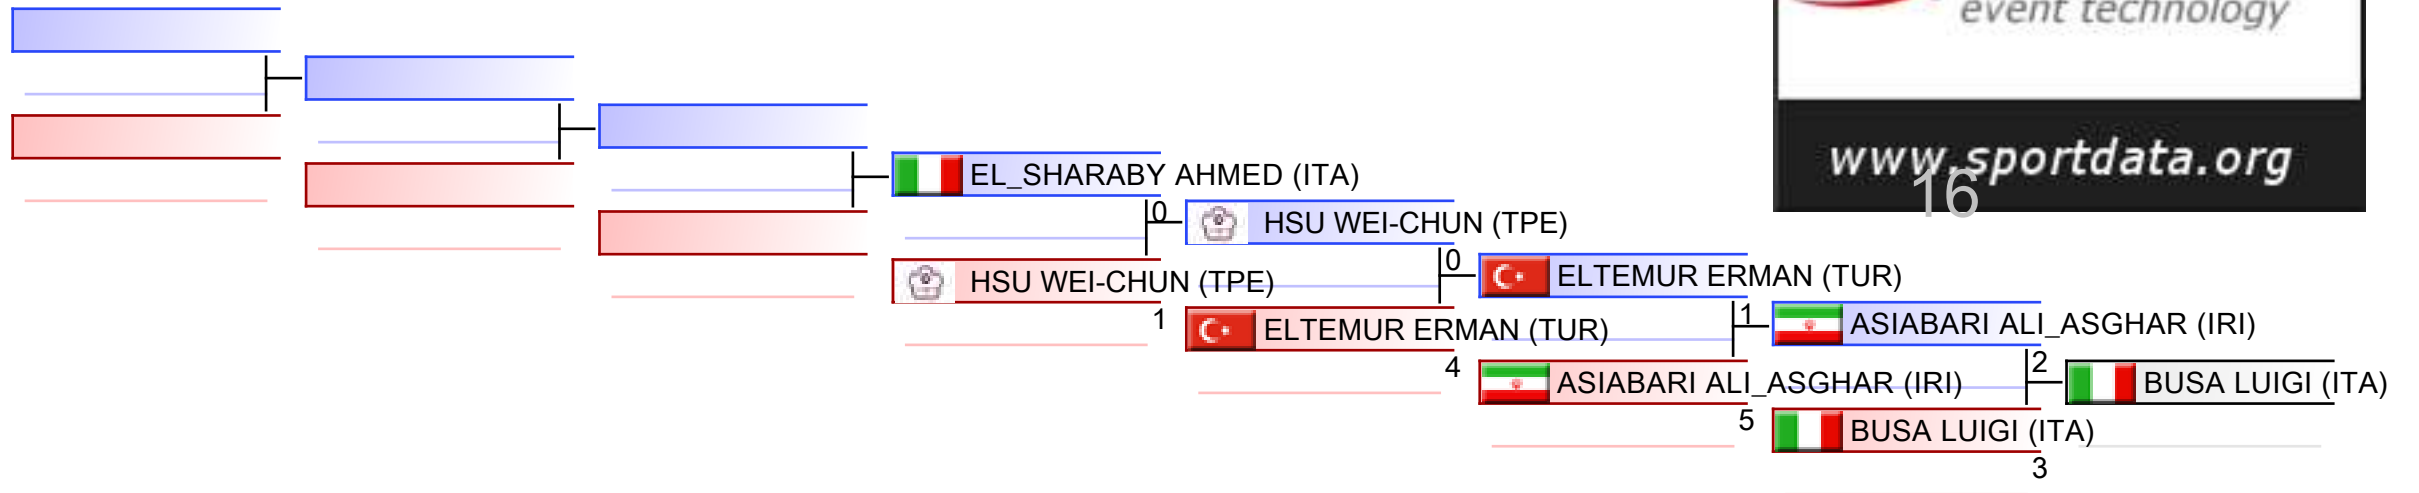 event technology
www.sportdata.org
16
EL_SHARABY AHMED (ITA)
0
HSU WEI-CHUN (TPE)
HSU WEI-CHUN (TPE)
1
0
ELTEMUR ERMAN (TUR)
ELTEMUR ERMAN (TUR)
4
1
ASIABARI ALI_ASGHAR (IRI)
ASIABARI ALI_ASGHAR (IRI)
5
2
BUSA LUIGI (ITA)
BUSA LUIGI (ITA)
3